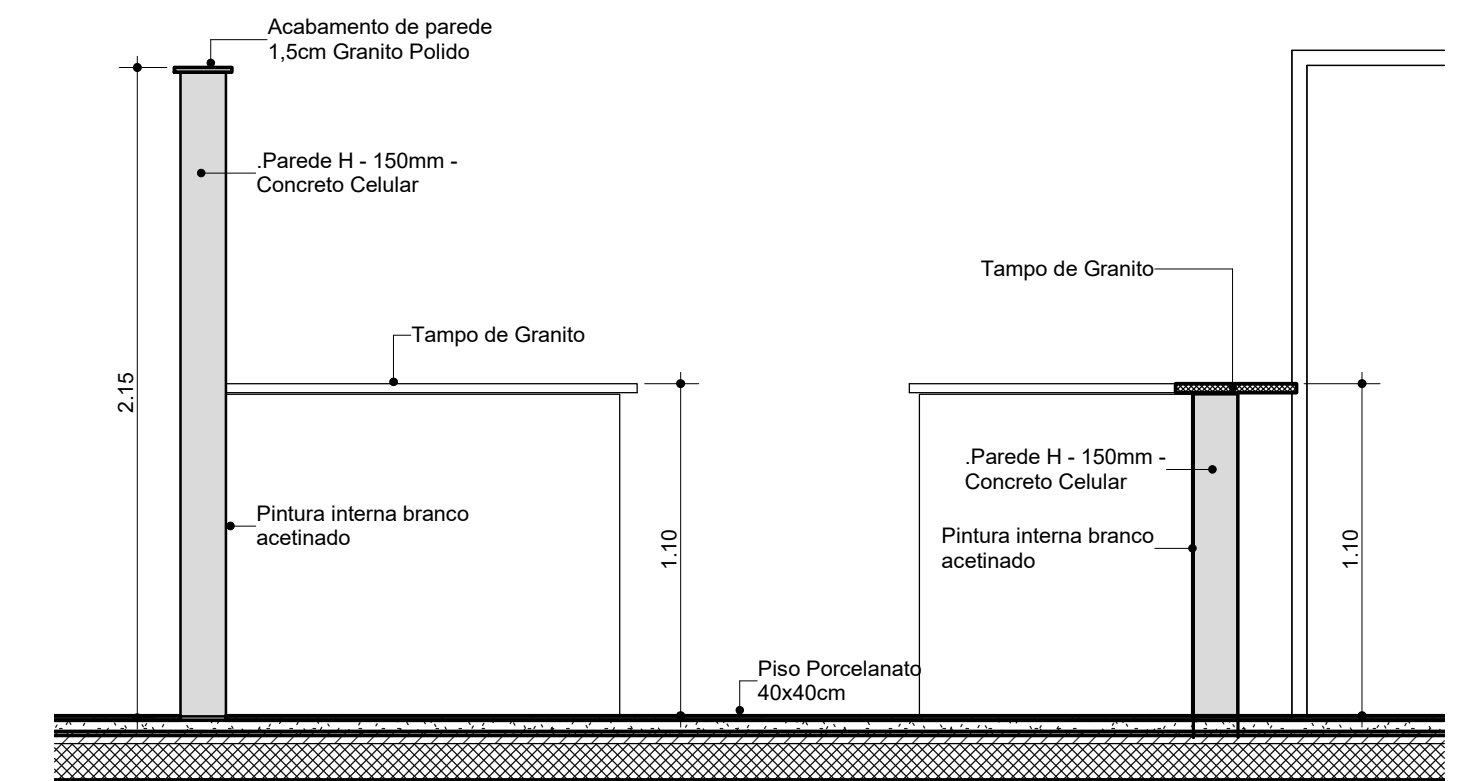 Acabamento de parede
1,5cm Granito Polido
.Parede H - 150mm -
Concreto Celular
Tampo de Granito
Tampo de Granito
2.15
.Parede H - 150mm -
Concreto Celular
Pintura interna branco
acetinado
1.10
Pintura interna branco
acetinado
1.10
Piso Porcelanato
40x40cm